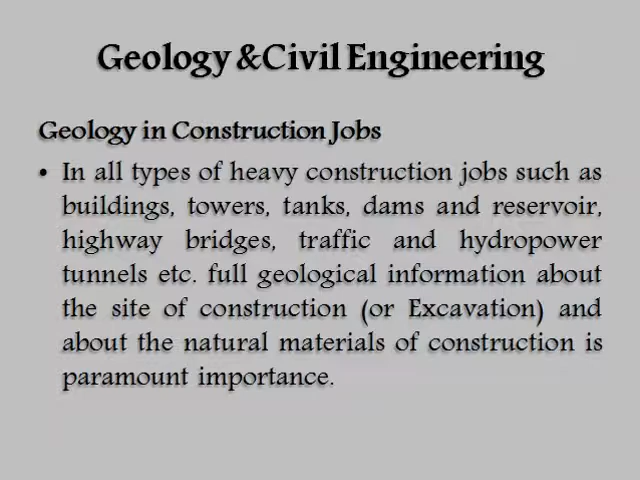 Geology &Civil Engineering
Geology in Construction Jobs
• In all types of heavy construction jobs such as
buildings, towers, tanks, dams and reservoir,
highway bridges, traffic and hydropower
tunnels etc. full geological information about
the site of construction (or Excavation) and
about the natural materials of construction is
paramount importance.